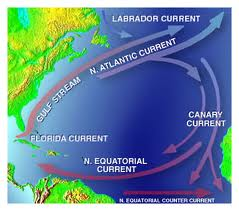 LABRADOR CURRENT
N. ATLANTIC CURRENT
GULF STREAM
CANARY
CURRENT
FLORIDA CURRENT
N. EQUATORIAL
CURRENT
N. EQUATORIAL COUNTER CURRENT